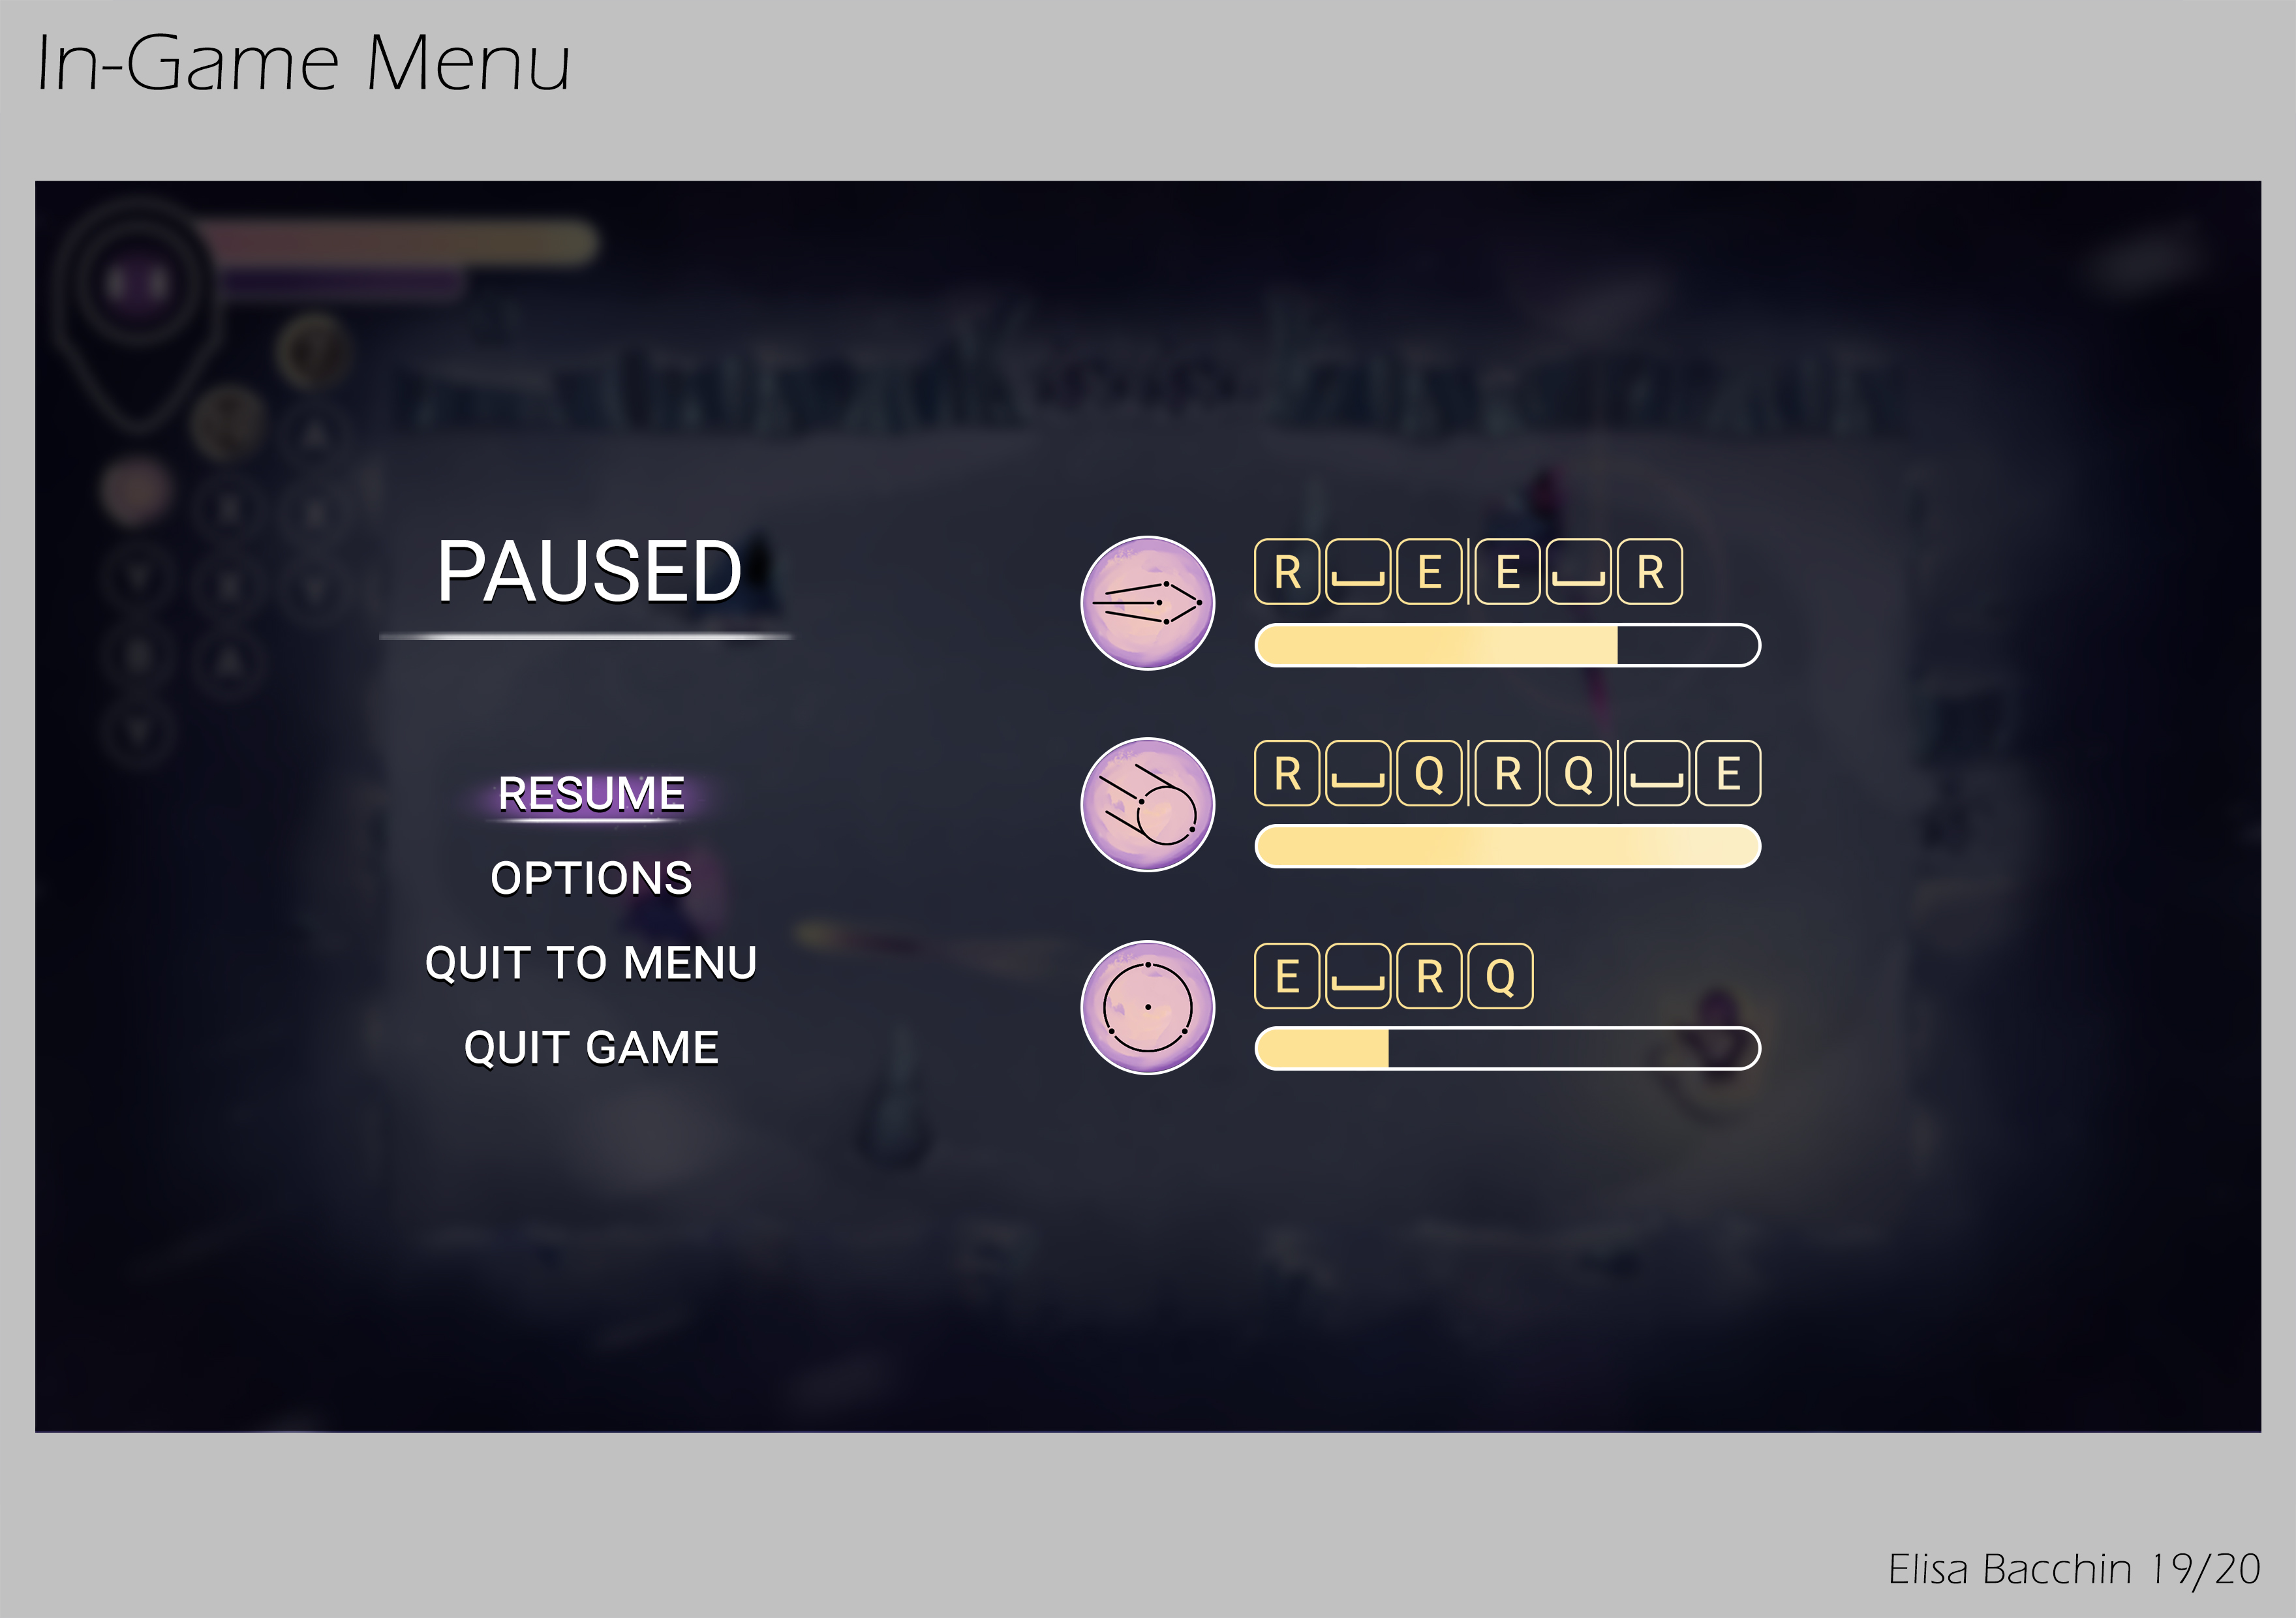 In-Game Menu
PAUSED
RESUME
OPTIONS
QUIT TO MENU
QUIT GAME
R ⎵ E | E ⎵ R
R ⎵ Q | R Q | ⎵ E
E ⎵ R Q
Elisa Bacchin 19/20